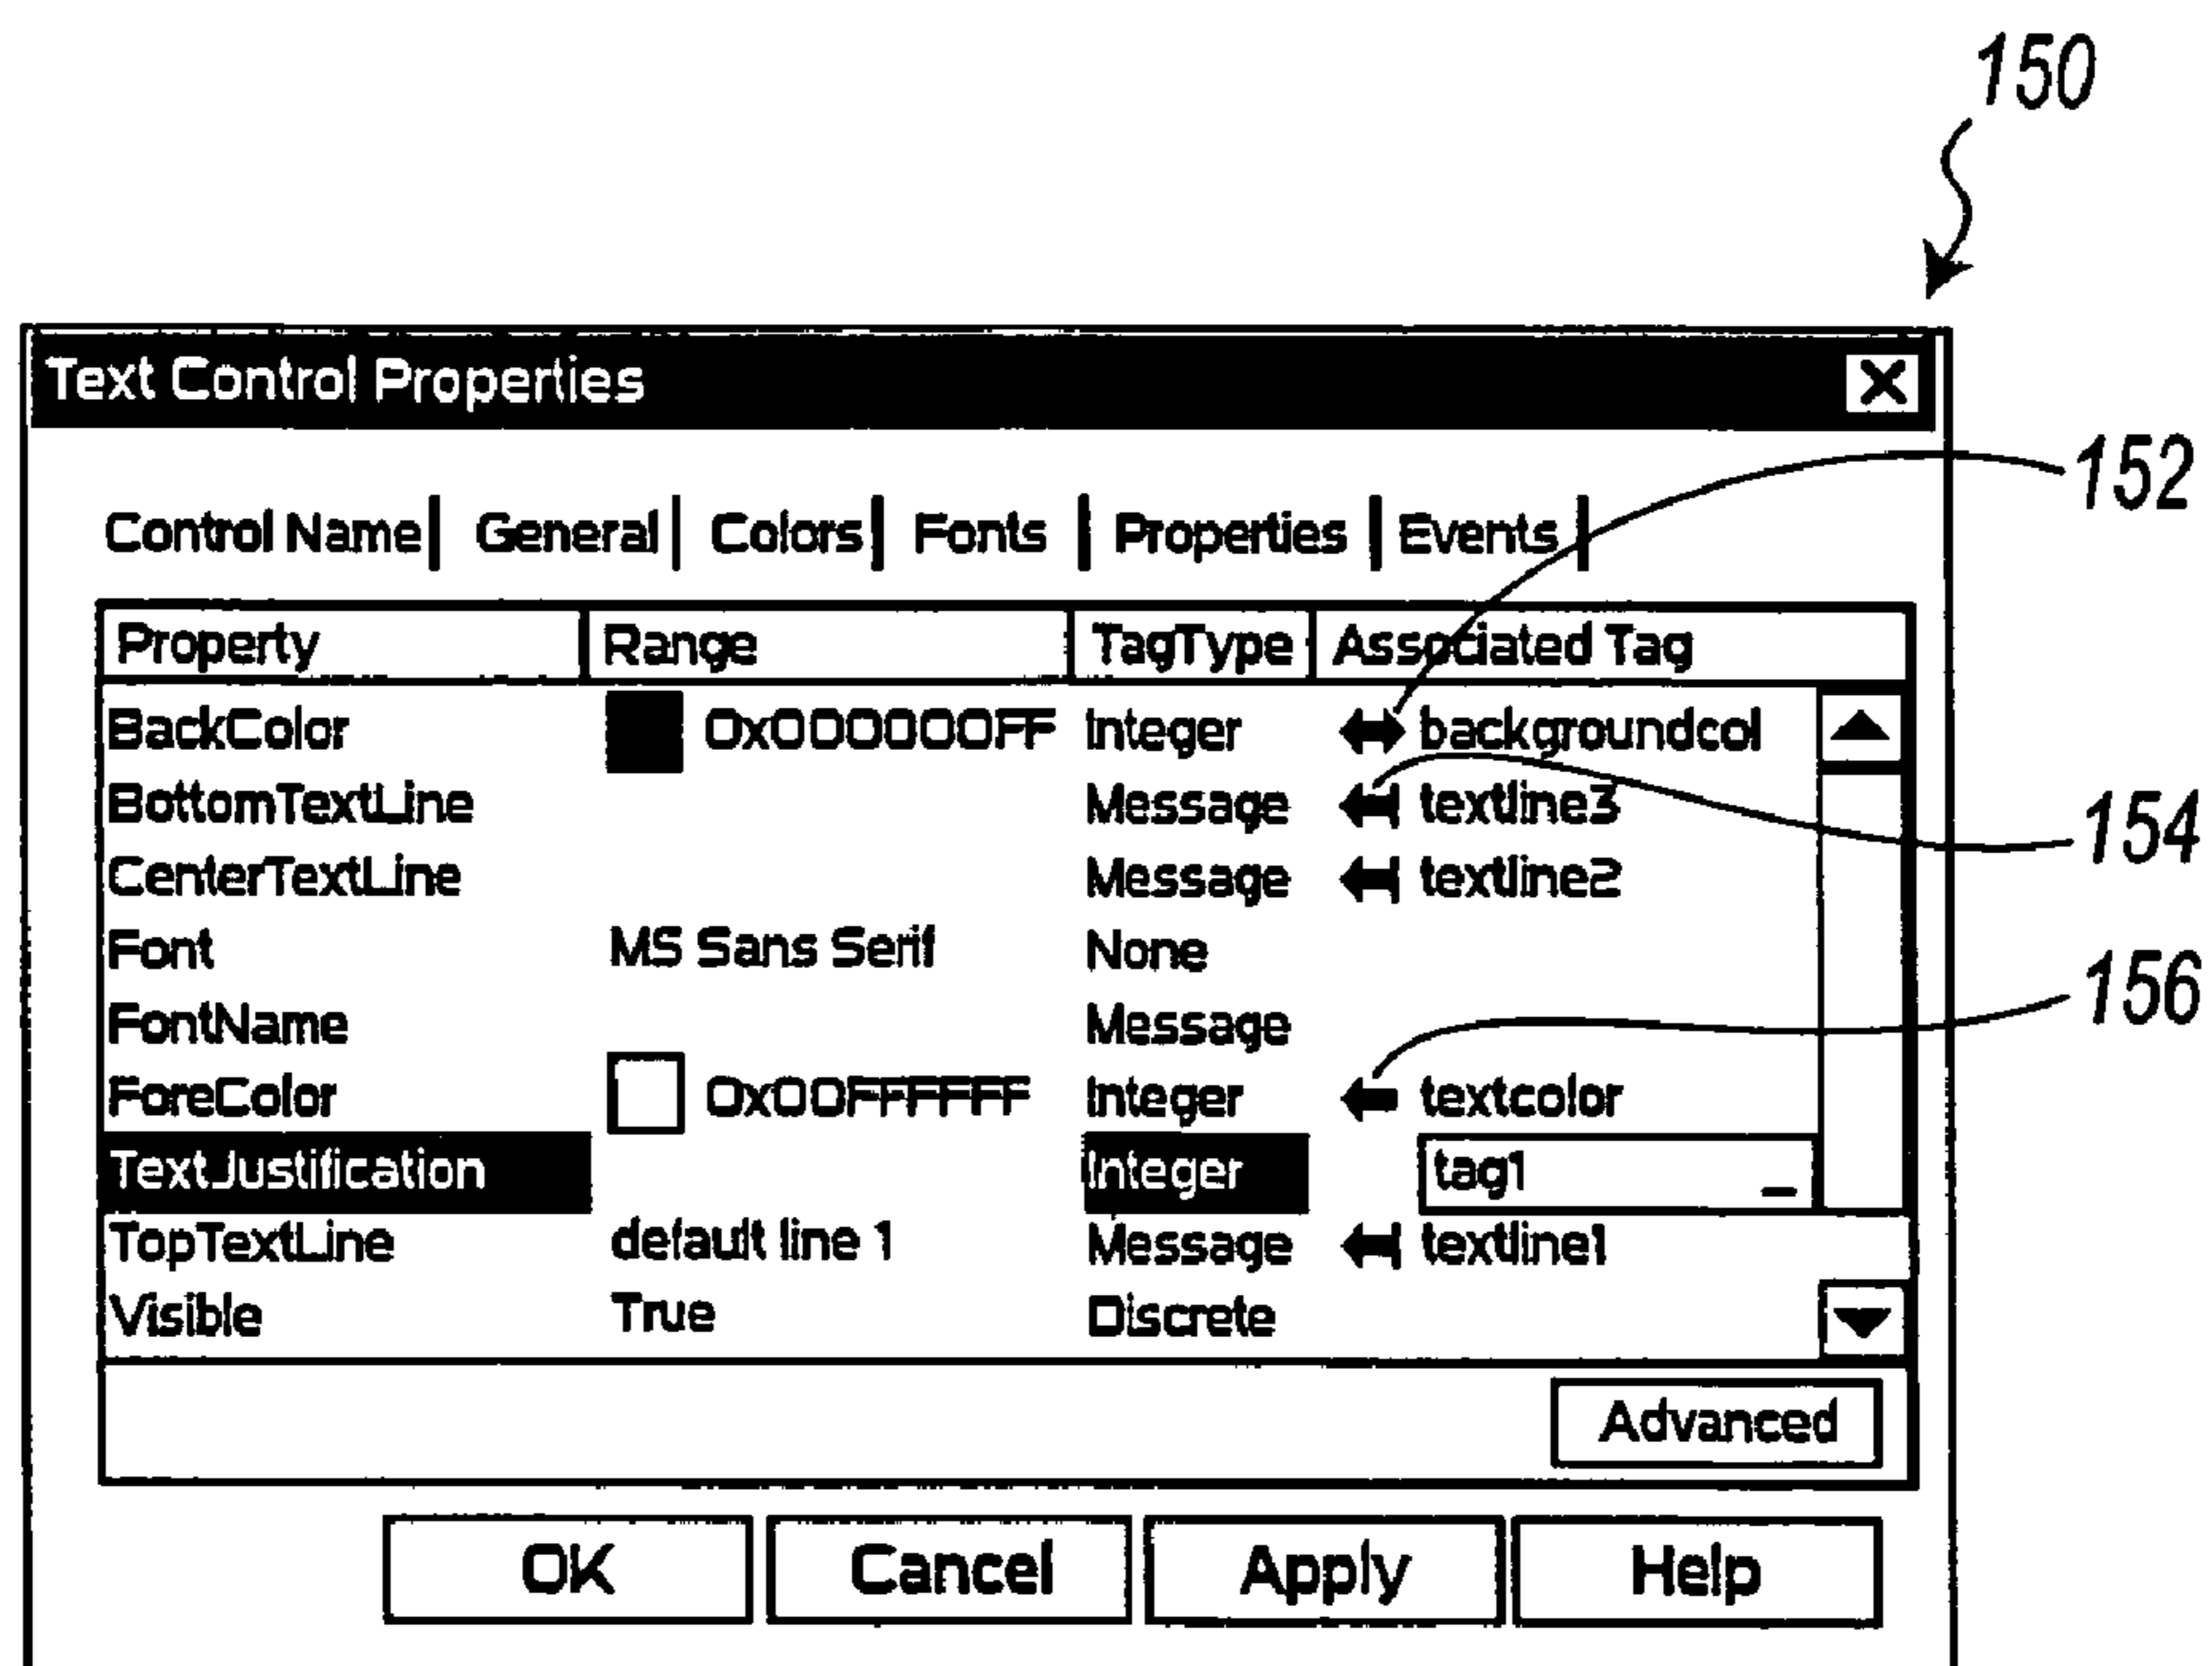 150
Text Control Properties
152
Control Name General Colors Fonts Properties Events
Property Range TagType Associated Tag
BackColor 0x000000FF Integer backgroundcol
BottomTextLine Message textline3
154
CenterTextLine Message textline2
Font MS Sans Serif None
156
FontName Message
ForeColor 0x00FFFFFF Integer textcolor
TextJustification Integer tag1
TopTextLine default line 1 Message textline1
Visible True Discrete
Advanced
OK Cancel Apply Help